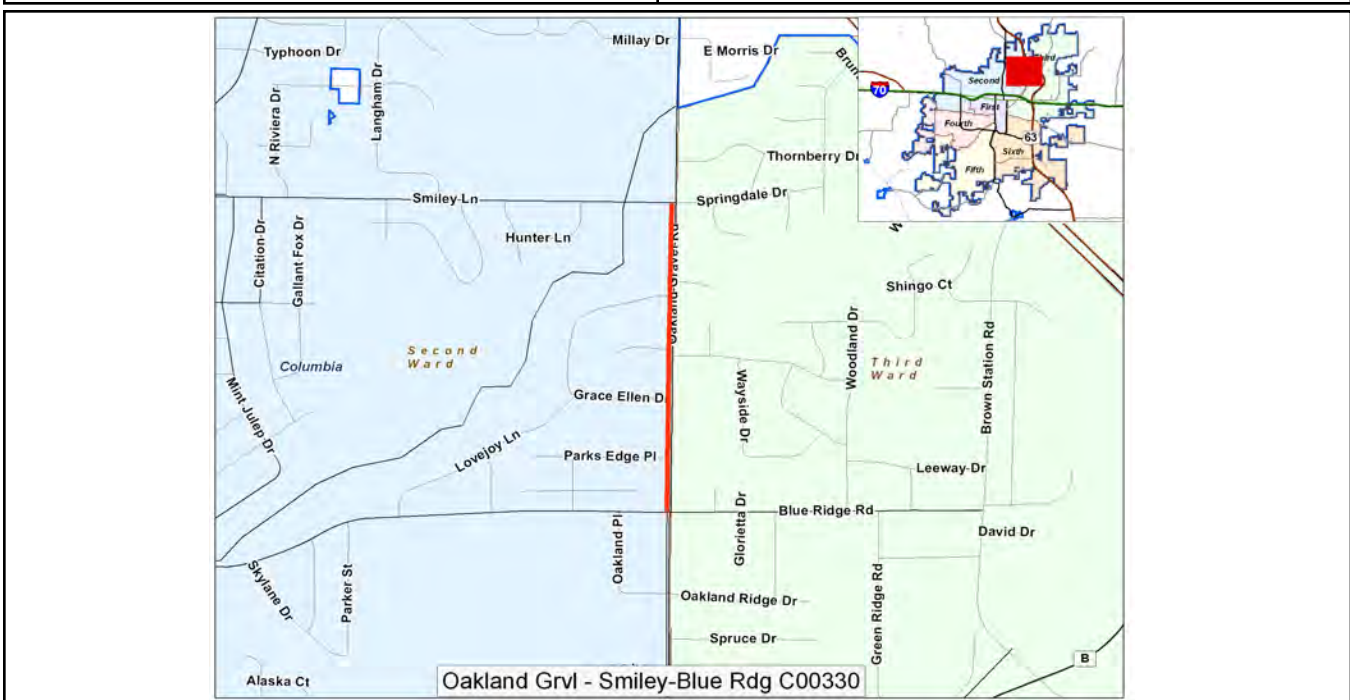 Typhoon Dr
Millay Dr
E Morris Dr
N Riviera Dr
Langham Dr
Thornberry Dr
Smiley Ln
Springdale Dr
Hunter Ln
Citation Dr
Gallant Fox Dr
Shingo Ct
Columbia
Second
Ward
Third
Ward
Woodland Dr
Brown Station Rd
Mint Julep Dr
Grace Ellen D
Wayside Dr
Lovejoy Ln
Parks Edge Pl
Leeway Dr
Blue Ridge Rd
Glorietta Dr
David Dr
Oakland Pl
Skylane Dr
Parker St
Oakland Ridge Dr
Green Ridge Rd
Spruce Dr
B
Alaska Ct
Oakland Grvl - Smiley-Blue Rdg C00330
70
Second
First
Fourth
63
Sixth
Fifth